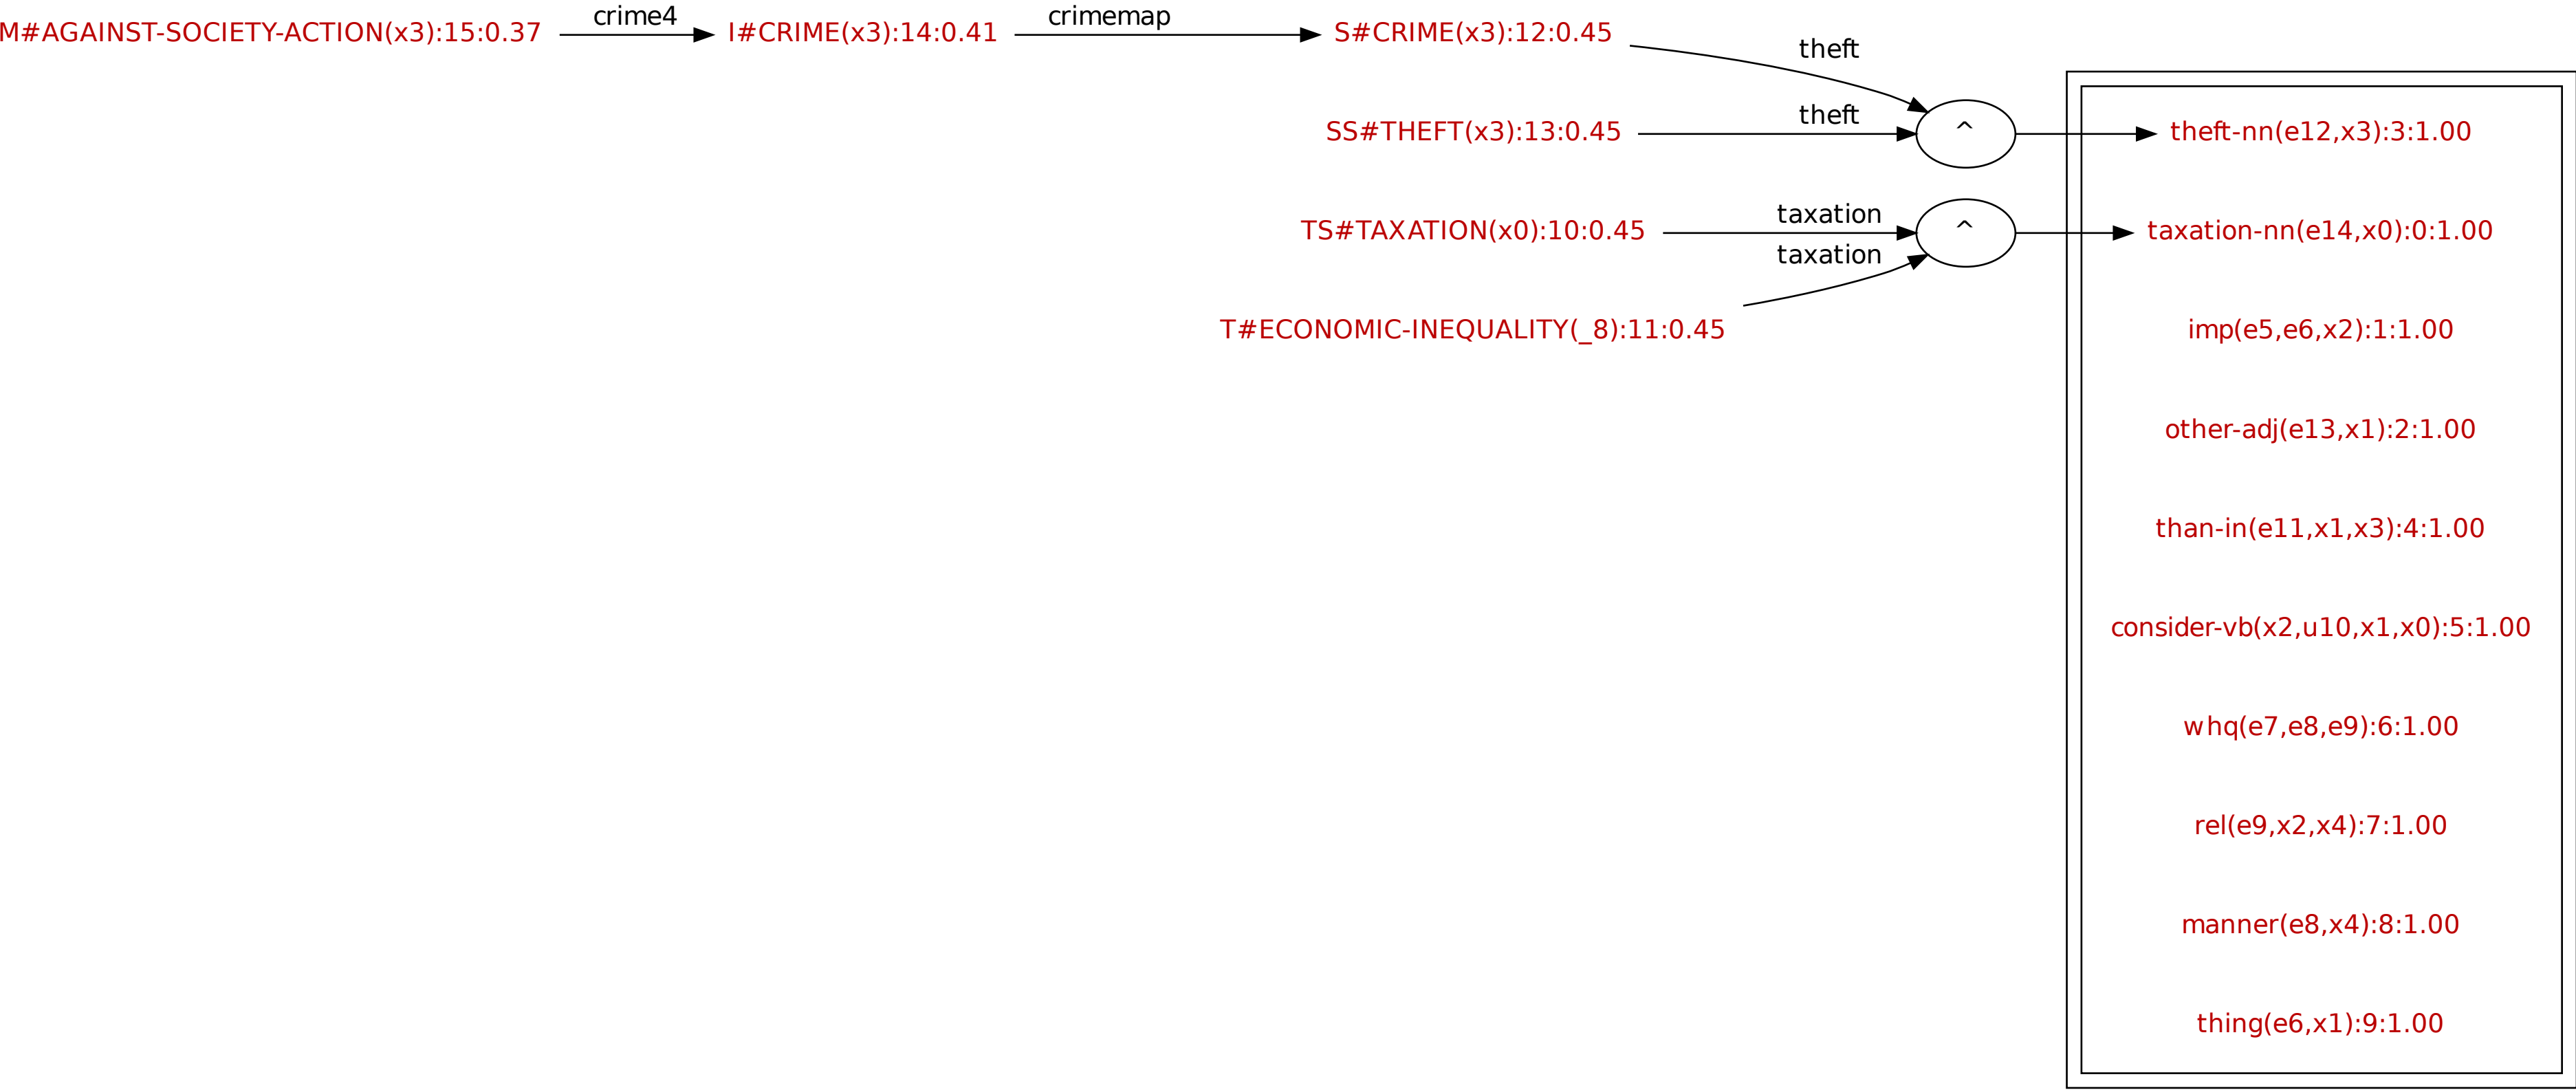 crime4
crimemap
M#AGAINST-SOCIETY-ACTION(x3):15:0.37
I#CRIME(x3):14:0.41
S#CRIME(x3):12:0.45
theft
theft
SS#THEFT(x3):13:0.45
^
theft-nn(e12,x3):3:1.00
taxation
TS#TAXATION(x0):10:0.45
^
taxation-nn(e14,x0):0:1.00
taxation
T#ECONOMIC-INEQUALITY(_8):11:0.45
imp(e5,e6,x2):1:1.00
other-adj(e13,x1):2:1.00
than-in(e11,x1,x3):4:1.00
consider-vb(x2,u10,x1,x0):5:1.00
whq(e7,e8,e9):6:1.00
rel(e9,x2,x4):7:1.00
manner(e8,x4):8:1.00
thing(e6,x1):9:1.00